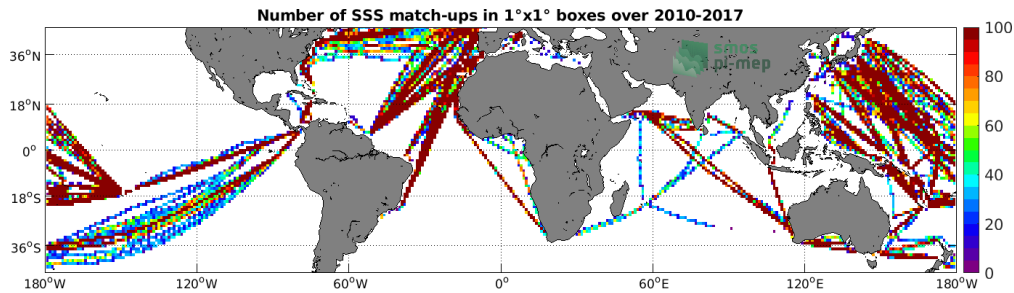 Number of SSS match-ups in 1°x1° boxes over 2010-2017
smos
pi-mep
36°N
18°N
0°
18°S
36°S
180°W
120°W
60°W
0°
60°E
120°E
180°W
100
80
60
40
20
0